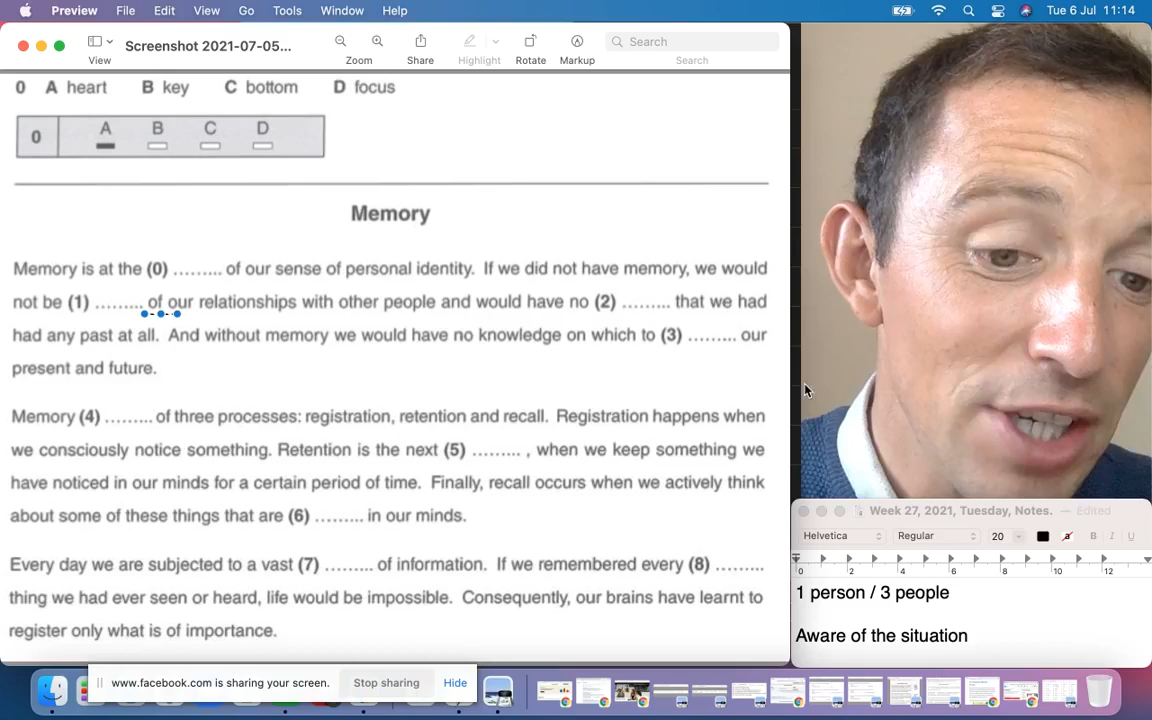 Preview File Edit View Go Tools Window Help Tue 6 Jul 11:14
Screenshot 2021-07-05...
View Zoom Share Highlight Rotate Markup Search
Search
0 A heart B key C bottom D focus
0 A B C D
Memory
Memory is at the (0) ......... of our sense of personal identity. If we did not have memory, we would
not be (1) ......... of our relationships with other people and would have no (2) ......... that we had
had any past at all. And without memory we would have no knowledge on which to (3) ......... our
present and future.
Memory (4) ......... of three processes: registration, retention and recall. Registration happens when
we consciously notice something. Retention is the next (5) ......... , when we keep something we
have noticed in our minds for a certain period of time. Finally, recall occurs when we actively think
about some of these things that are (6) ......... in our minds.
Every day we are subjected to a vast (7) ......... of information. If we remembered every (8) .........
thing we had ever seen or heard, life would be impossible. Consequently, our brains have learnt to
register only what is of importance.
www.facebook.com is sharing your screen. Stop sharing Hide
Week 27, 2021, Tuesday, Notes. — Edited
Helvetica Regular 20 a B I U
0 2 4 6 8 10 12
1 person / 3 people
Aware of the situation